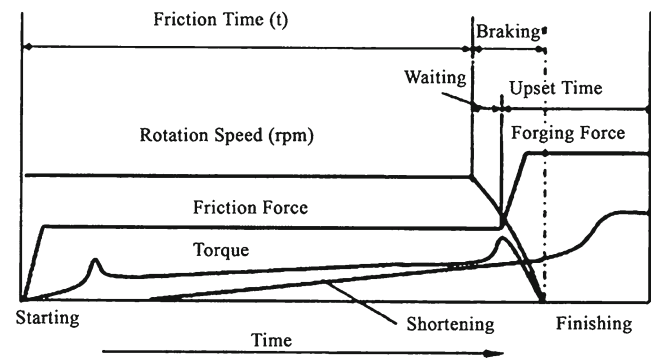 Friction Time (t)
Braking
Waiting
Upset Time
Rotation Speed (rpm)
Forging Force
Friction Force
Torque
Starting
Shortening
Finishing
Time